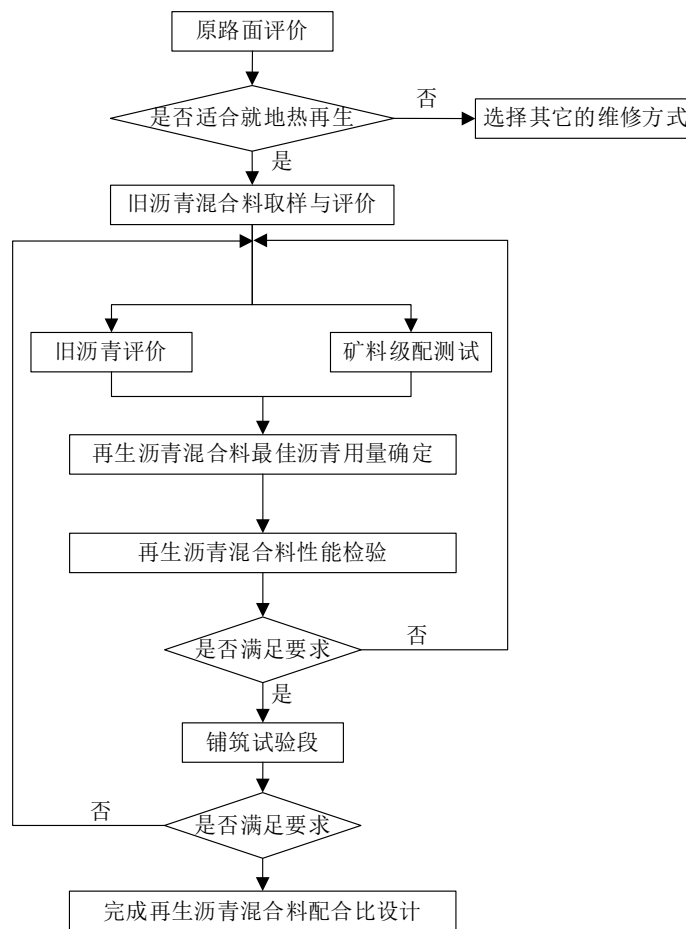 原路面评价
是否适合就地热再生
否
选择其它的维修方式
是
旧沥青混合料取样与评价
旧沥青评价
矿料级配测试
再生沥青混合料最佳沥青用量确定
再生沥青混合料性能检验
是否满足要求
否
是
铺筑试验段
否
是否满足要求
完成再生沥青混合料配合比设计